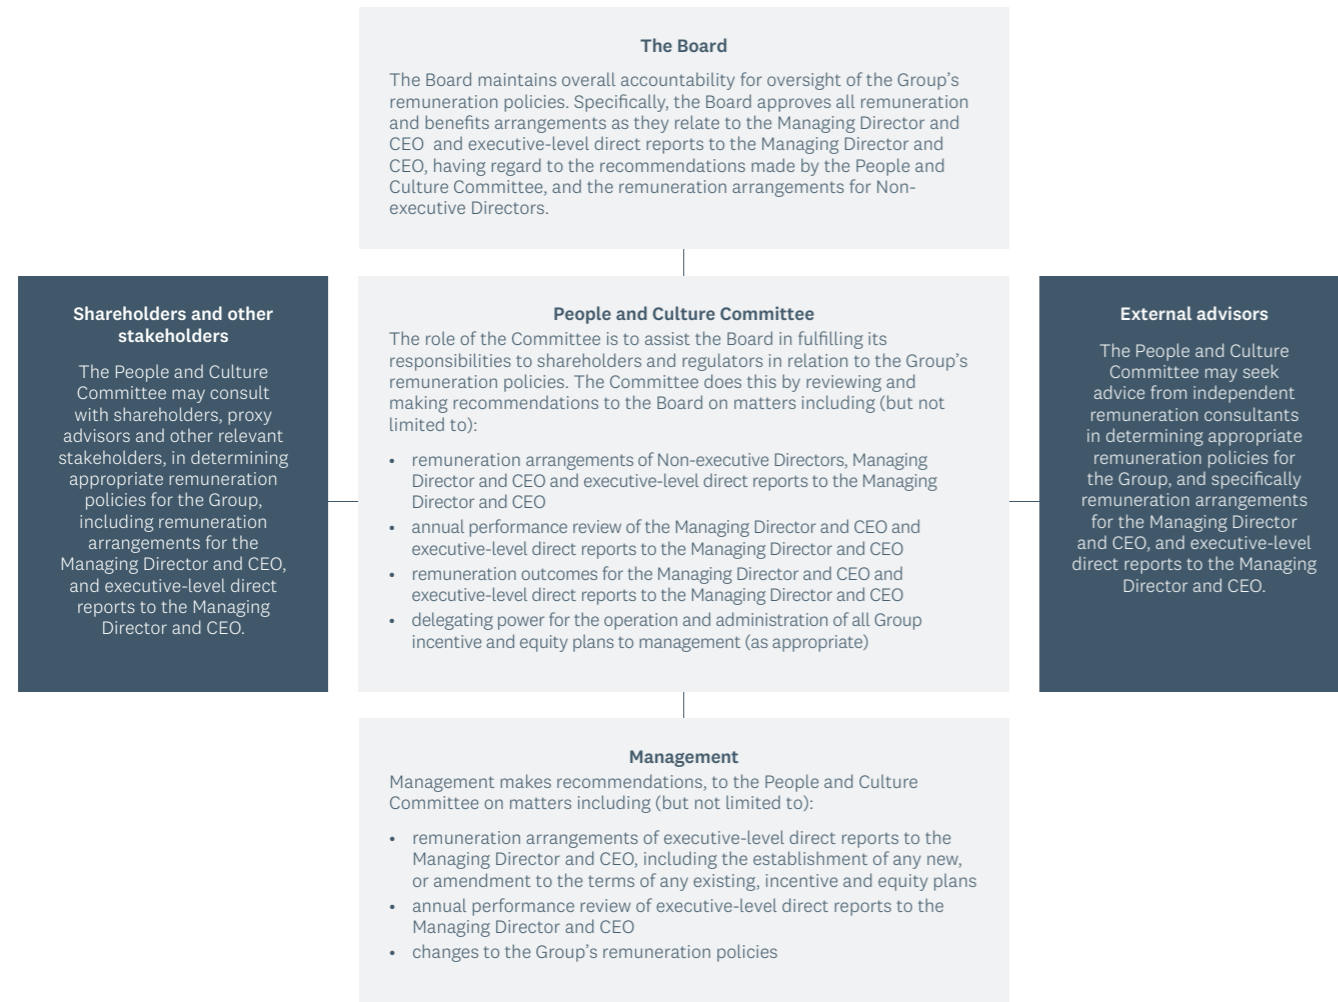 The Board
The Board maintains overall accountability for oversight of the Group's
remuneration policies. Specifically, the Board approves all remuneration
and benefits arrangements as they relate to the Managing Director and
CEO  and executive-level direct reports to the Managing Director and
CEO, having regard to the recommendations made by the People and
Culture Committee, and the remuneration arrangements for Non-
executive Directors.
Shareholders and other
stakeholders
The People and Culture
Committee may consult
with shareholders, proxy
advisors and other relevant
stakeholders, in determining
appropriate remuneration
policies for the Group,
including remuneration
arrangements for the
Managing Director and CEO,
and executive-level direct
reports to the Managing
Director and CEO.
People and Culture Committee
The role of the Committee is to assist the Board in fulfilling its
responsibilities to shareholders and regulators in relation to the Group's
remuneration policies. The Committee does this by reviewing and
making recommendations to the Board on matters including (but not
limited to):
• remuneration arrangements of Non-executive Directors, Managing
Director and CEO and executive-level direct reports to the Managing
Director and CEO
• annual performance review of the Managing Director and CEO and
executive-level direct reports to the Managing Director and CEO
• remuneration outcomes for the Managing Director and CEO and
executive-level direct reports to the Managing Director and CEO
• delegating power for the operation and administration of all Group
incentive and equity plans to management (as appropriate)
External advisors
The People and Culture
Committee may seek
advice from independent
remuneration consultants
in determining appropriate
remuneration policies for
the Group, and specifically
remuneration arrangements
for the Managing Director
and CEO, and executive-level
direct reports to the Managing
Director and CEO.
Management
Management makes recommendations, to the People and Culture
Committee on matters including (but not limited to):
• remuneration arrangements of executive-level direct reports to the
Managing Director and CEO, including the establishment of any new,
or amendment to the terms of any existing, incentive and equity plans
• annual performance review of executive-level direct reports to the
Managing Director and CEO
• changes to the Group's remuneration policies